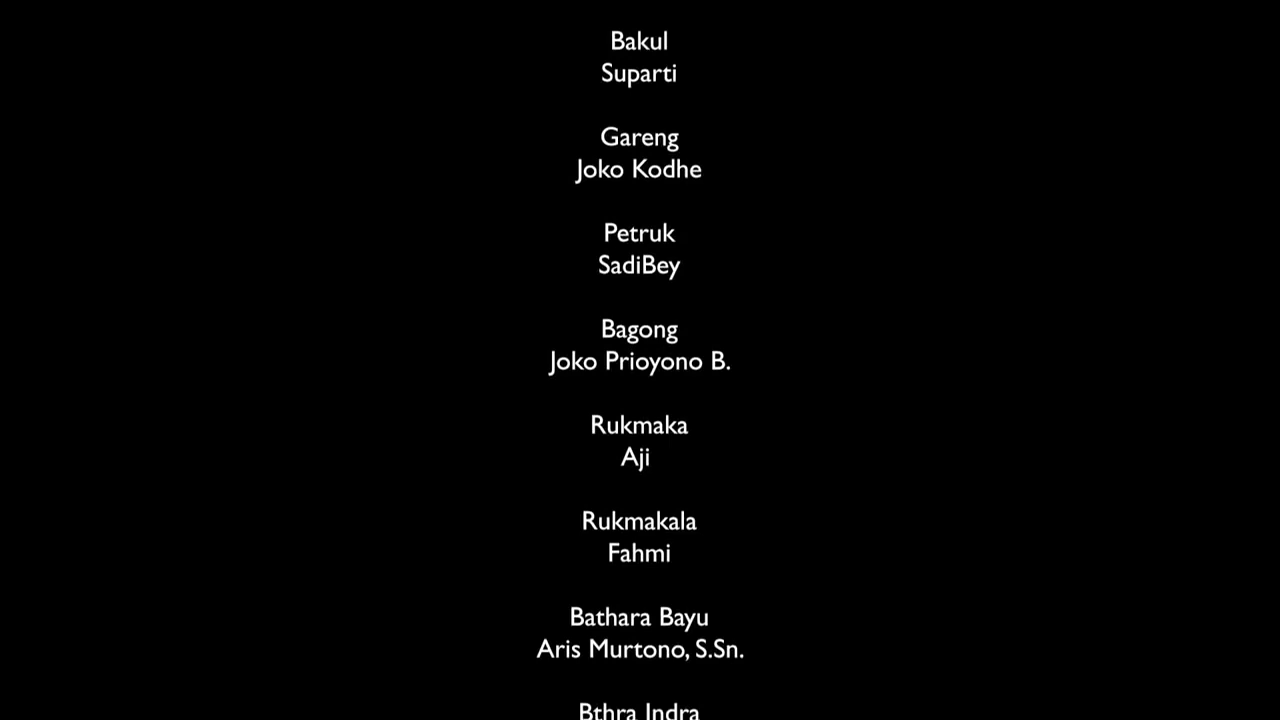 Bakul
Suparti
Gareng
Joko Kodhe
Petruk
SadiBey
Bagong
Joko Prioyono B.
Rukmaka
Aji
Rukmakala
Fahmi
Bathara Bayu
Aris Murtono, S.Sn.
Bthra Indra